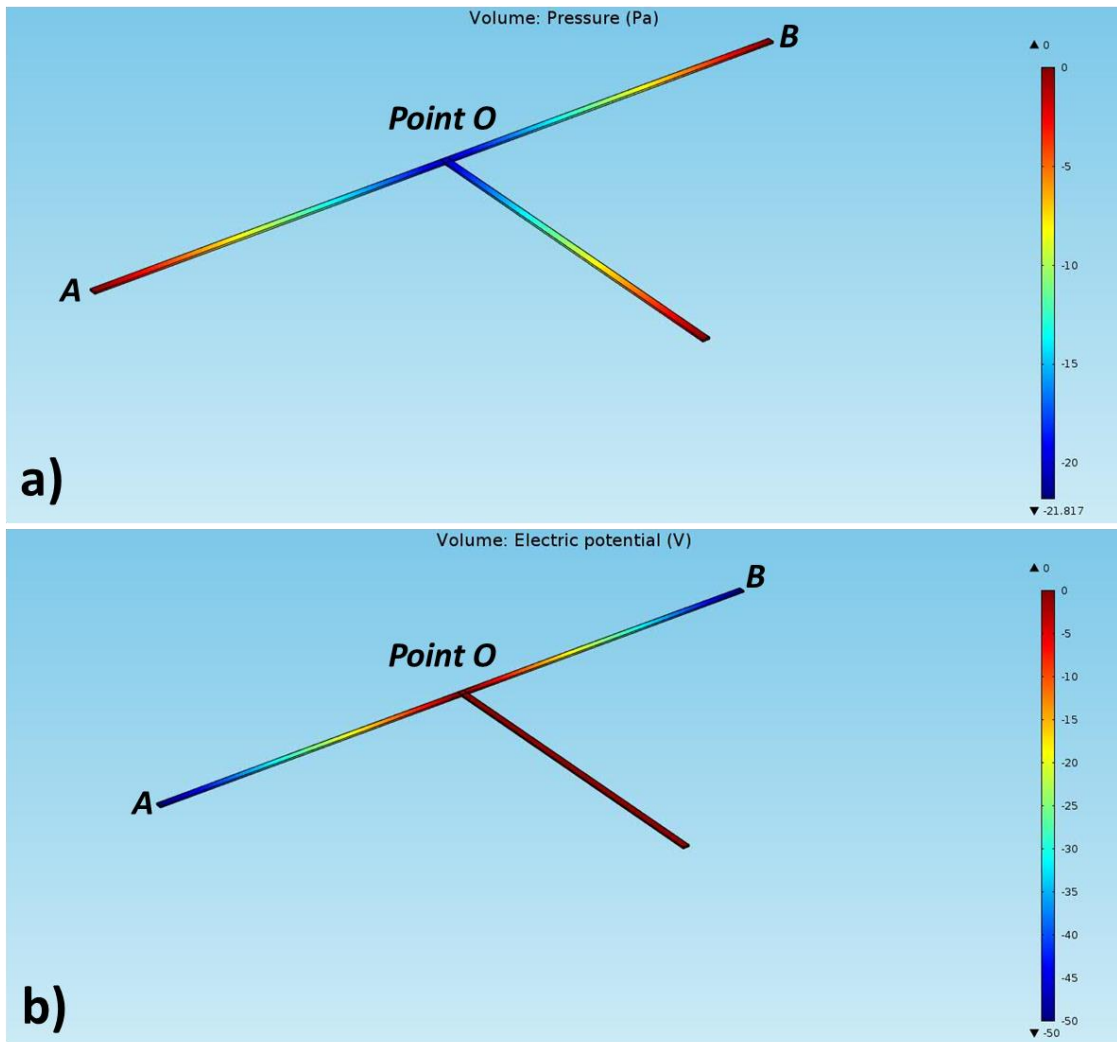 Volume: Pressure (Pa)
B
▲ 0
0
Point O
-5
-10
A
-15
-20
a)
▼ -21.817
Volume: Electric potential (V)
B
▲ 0
0
-5
Point O
-10
-15
-20
-25
A
-30
-35
-40
-45
b)
-50
▼ -50